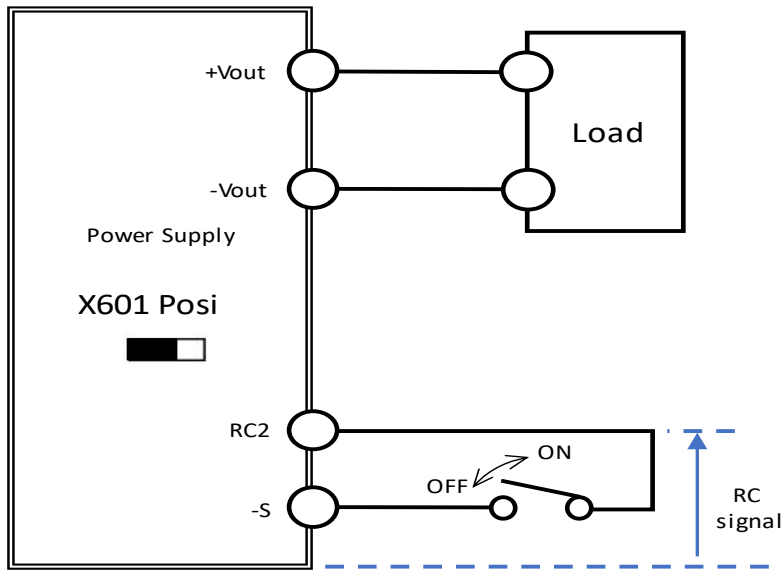 +Vout
Load
-Vout
Power Supply
X601 Posi
RC2
ON
OFF
-S
RC
signal